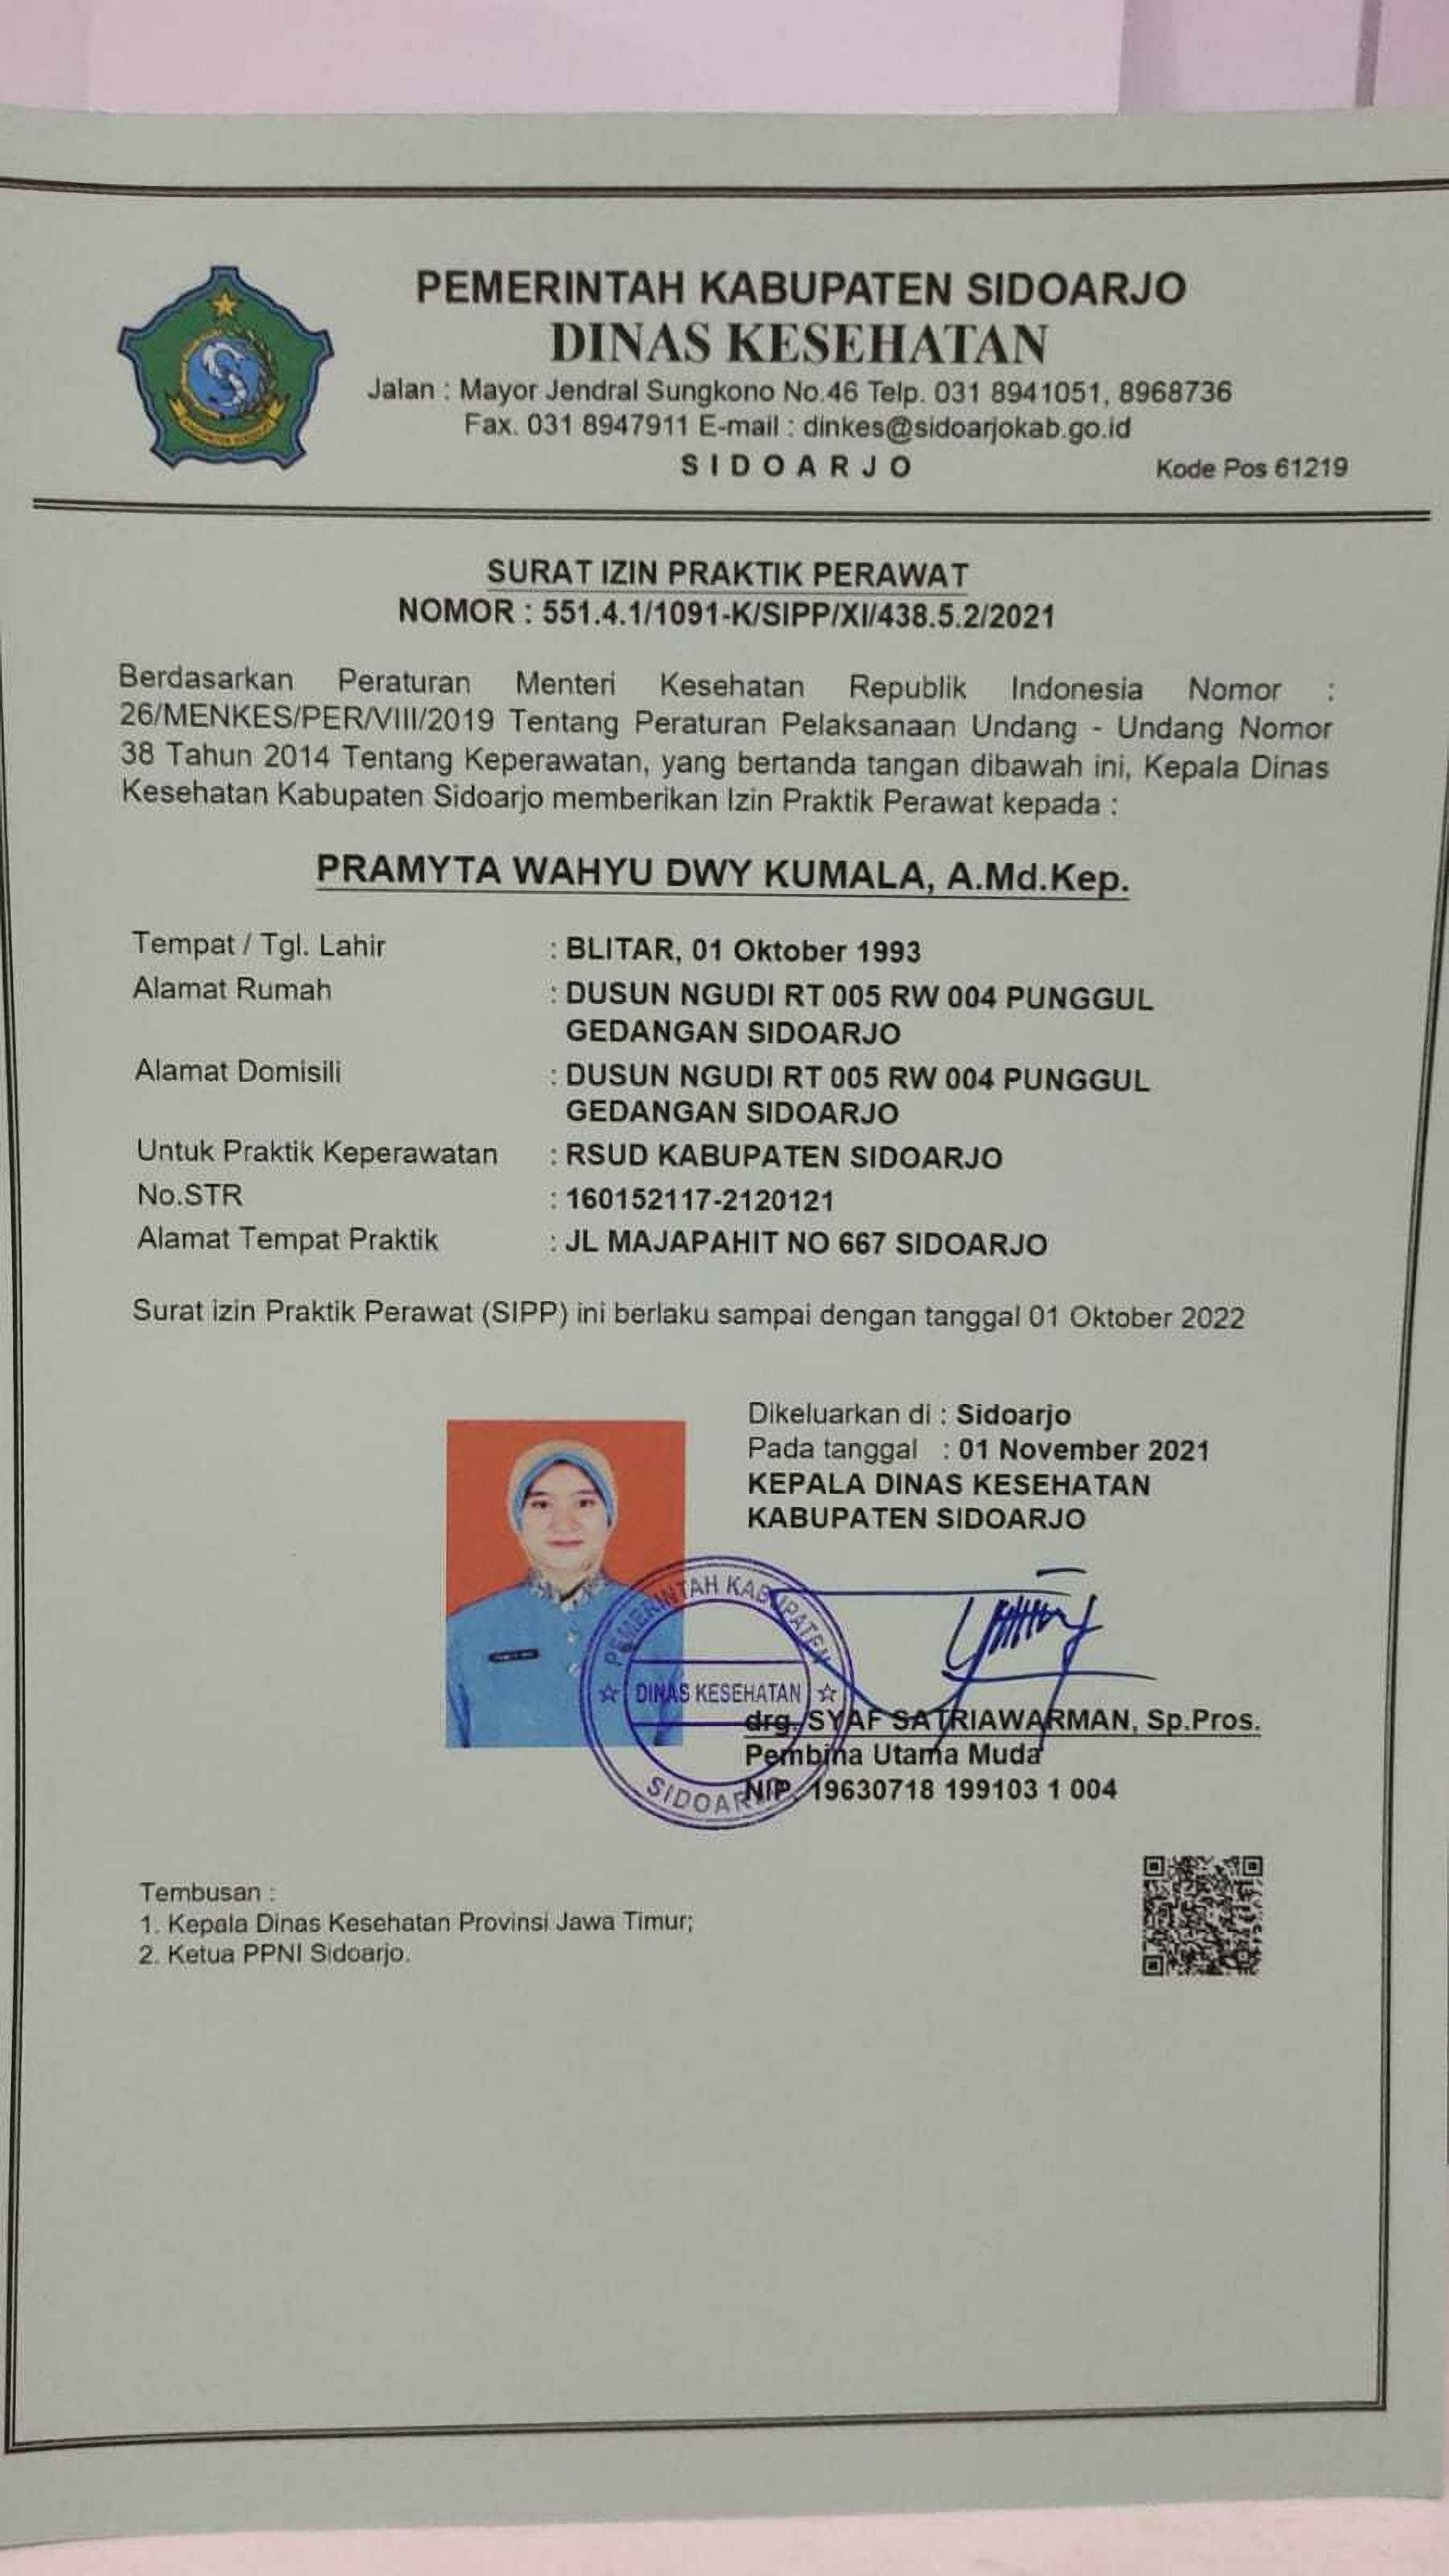 PEMERINTAH KABUPATEN SIDOARJO
DINAS KESEHATAN
Jalan : Mayor Jendral Sungkono No.46 Telp. 031 8941051, 8968736
Fax. 031 8947911 E-mail : dinkes@sidoarjokab.go.id
SIDOARJO Kode Pos 61219
SURAT IZIN PRAKTIK PERAWAT
NOMOR : 551.4.1/1091-K/SIPP/XI/438.5.2/2021
Berdasarkan Peraturan Menteri Kesehatan Republik Indonesia Nomor :
26/MENKES/PER/VIII/2019 Tentang Peraturan Pelaksanaan Undang - Undang Nomor
38 Tahun 2014 Tentang Keperawatan, yang bertanda tangan dibawah ini, Kepala Dinas
Kesehatan Kabupaten Sidoarjo memberikan Izin Praktik Perawat kepada :
PRAMYTA WAHYU DWY KUMALA, A.Md.Kep.
Tempat / Tgl. Lahir : BLITAR, 01 Oktober 1993
Alamat Rumah : DUSUN NGUDI RT 005 RW 004 PUNGGUL
GEDANGAN SIDOARJO
Alamat Domisili : DUSUN NGUDI RT 005 RW 004 PUNGGUL
GEDANGAN SIDOARJO
Untuk Praktik Keperawatan : RSUD KABUPATEN SIDOARJO
No.STR : 160152117-2120121
Alamat Tempat Praktik : JL MAJAPAHIT NO 667 SIDOARJO
Surat izin Praktik Perawat (SIPP) ini berlaku sampai dengan tanggal 01 Oktober 2022
Dikeluarkan di : Sidoarjo
Pada tanggal : 01 November 2021
KEPALA DINAS KESEHATAN
KABUPATEN SIDOARJO
PEMERINTAH KABUPATEN
DINAS KESEHATAN
SIDOARJO
drg. SYAF SATRIAWARMAN, Sp.Pros.
Pembina Utama Muda
NIP. 19630718 199103 1 004
Tembusan :
1. Kepala Dinas Kesehatan Provinsi Jawa Timur;
2. Ketua PPNI Sidoarjo.